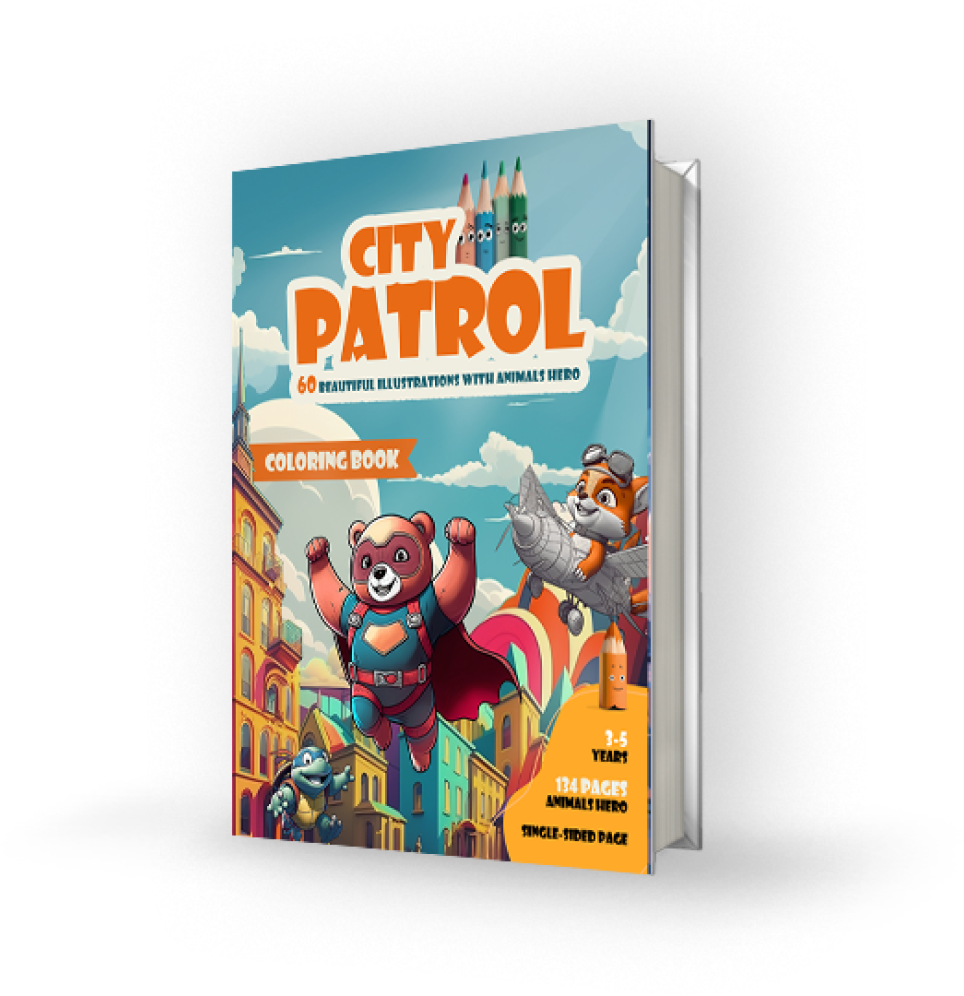 CITY
PATROL
60 BEAUTIFUL ILLUSTRATIONS WITH ANIMALS HERO
COLORING BOOK
3-5
YEARS
134 PAGES
ANIMALS HERO
SINGLE-SIDED PAGE